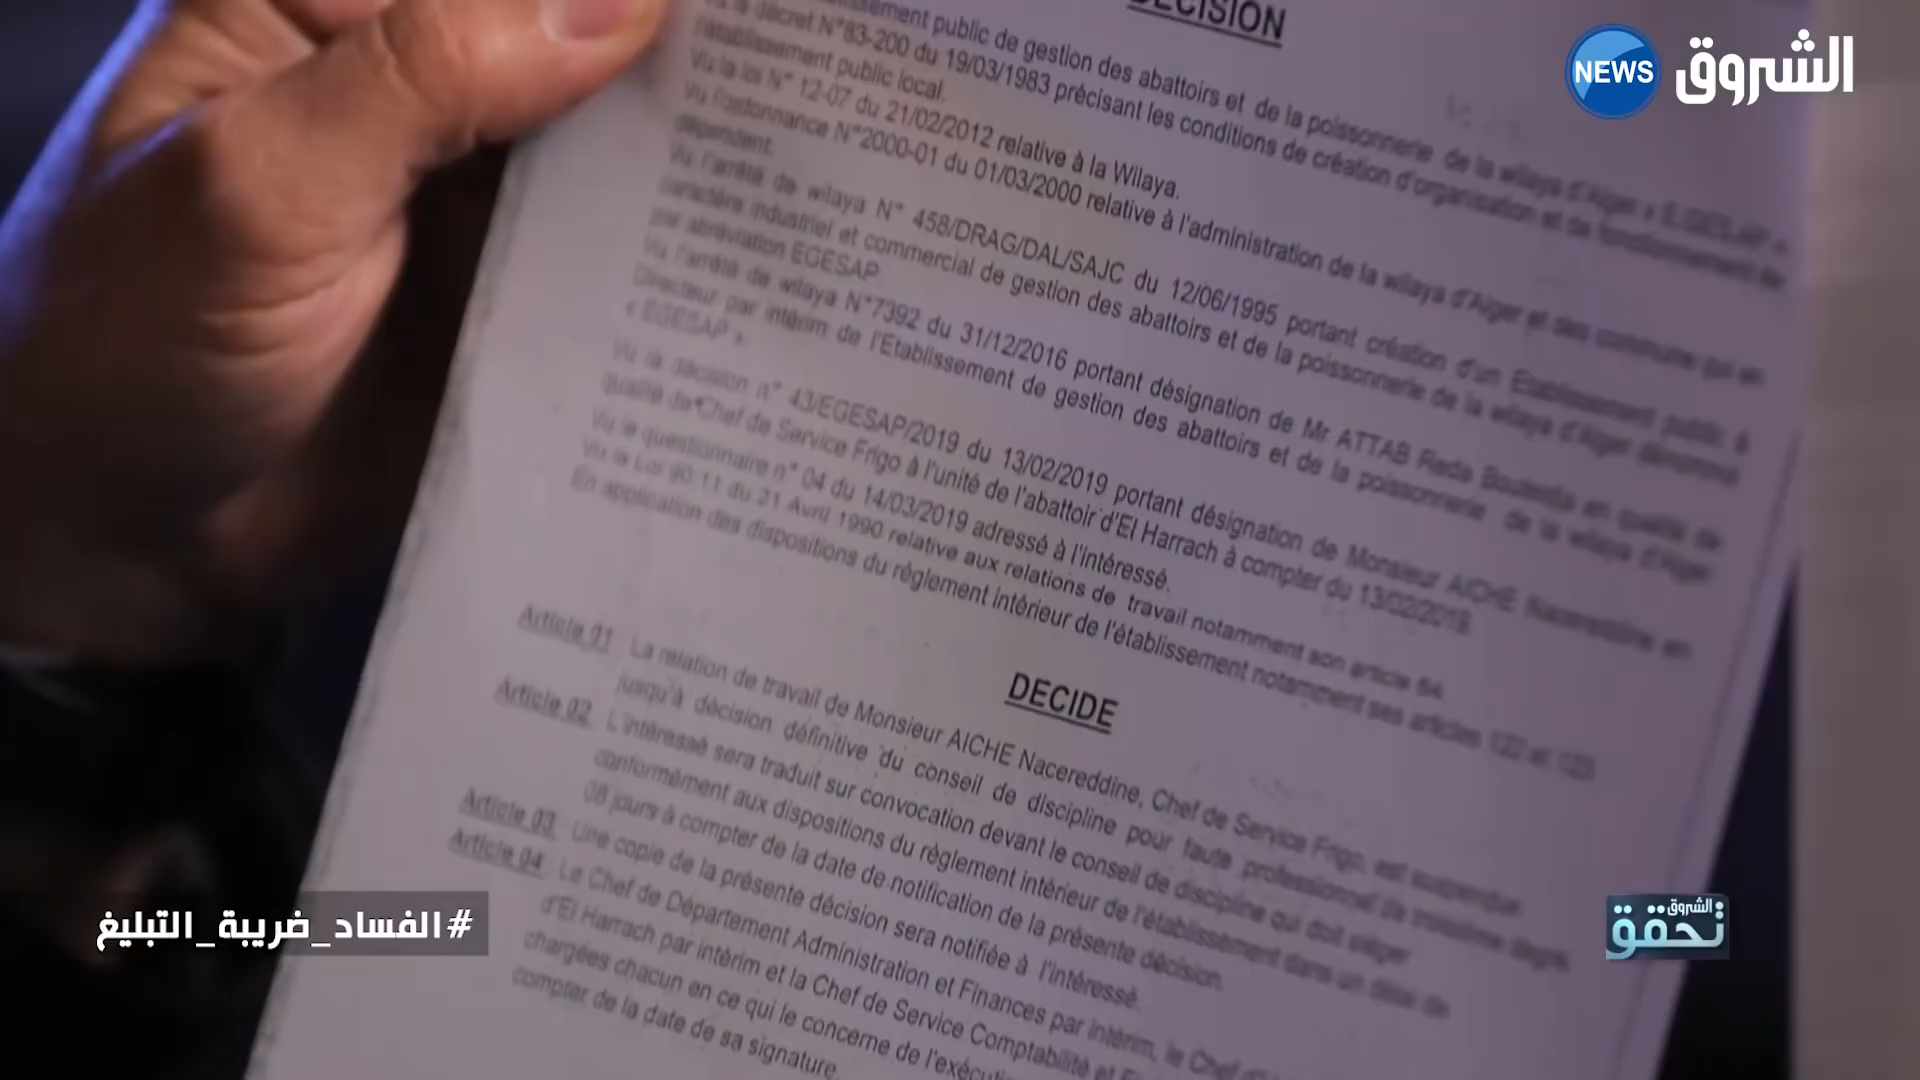 DECISION
NEWS الشروق
établissement public de gestion des abattoirs et de la poissonnerie de la wilaya d'Alger « EGESAP »
Vu la décret N°83-200 du 19/03/1983 précisant les conditions de création d'organisation et de fonctionnement de
l'établissement public local.
Vu la loi N° 12-07 du 21/02/2012 relative à la Wilaya.
Vu l'ordonnance N°2000-01 du 01/03/2000 relative à l'administration de la wilaya d'Alger et des commune qui en
dépendent.
Vu l'arrêté de wilaya N° 458/DRAG/DAL/SAJC du 12/06/1995 portant création d'un Etablissement public à
caractère industriel et commercial de gestion des abattoirs et de la poissonnerie de la wilaya d'Alger dénommé
par abréviation EGESAP.
Vu l'arrêté de wilaya N°7392 du 31/12/2016 portant désignation de Mr ATTAB Reda Bouteldja en qualité de
Directeur par intérim de l'Etablissement de gestion des abattoirs et de la poissonnerie de la wilaya d'Alger
« EGESAP ».
Vu la décision n° 43/EGESAP/2019 du 13/02/2019 portant désignation de Monsieur AICHE Nacereddine en
qualité de Chef de Service Frigo à l'unité de l'abattoir d'El Harrach à compter du 13/02/2019.
Vu le questionnaire n° 04 du 14/03/2019 adressé à l'intéressé.
Vu le Loi 90.11 du 21 Avril 1990 relative aux relations de travail notamment son article 64.
En application des dispositions du règlement intérieur de l'établissement notamment ses articles 122 et 123
DECIDE
Article 01 La relation de travail de Monsieur AICHE Nacereddine, Chef de Service Frigo, est suspendue
jusqu'à décision définitive du conseil de discipline pour faute professionnel de troisième degré.
Article 02 L'intéressé sera traduit sur convocation devant le conseil de discipline qui doit siéger
conformément aux dispositions du règlement intérieur de l'établissement dans un délai de
08 jours à compter de la date de notification de la présente décision.
Article 03 Une copie de la présente décision sera notifiée à l'intéressé.
Article 04 Le Chef de Département Administration et Finances par intérim, le Chef
d'El Harrach par intérim et la Chef de Service Comptabilité et
chargées chacun en ce qui le concerne de l'exécution
compter de la date de sa signature.
#الفساد_ضريبة_التبليغ
الشروق
تحقق